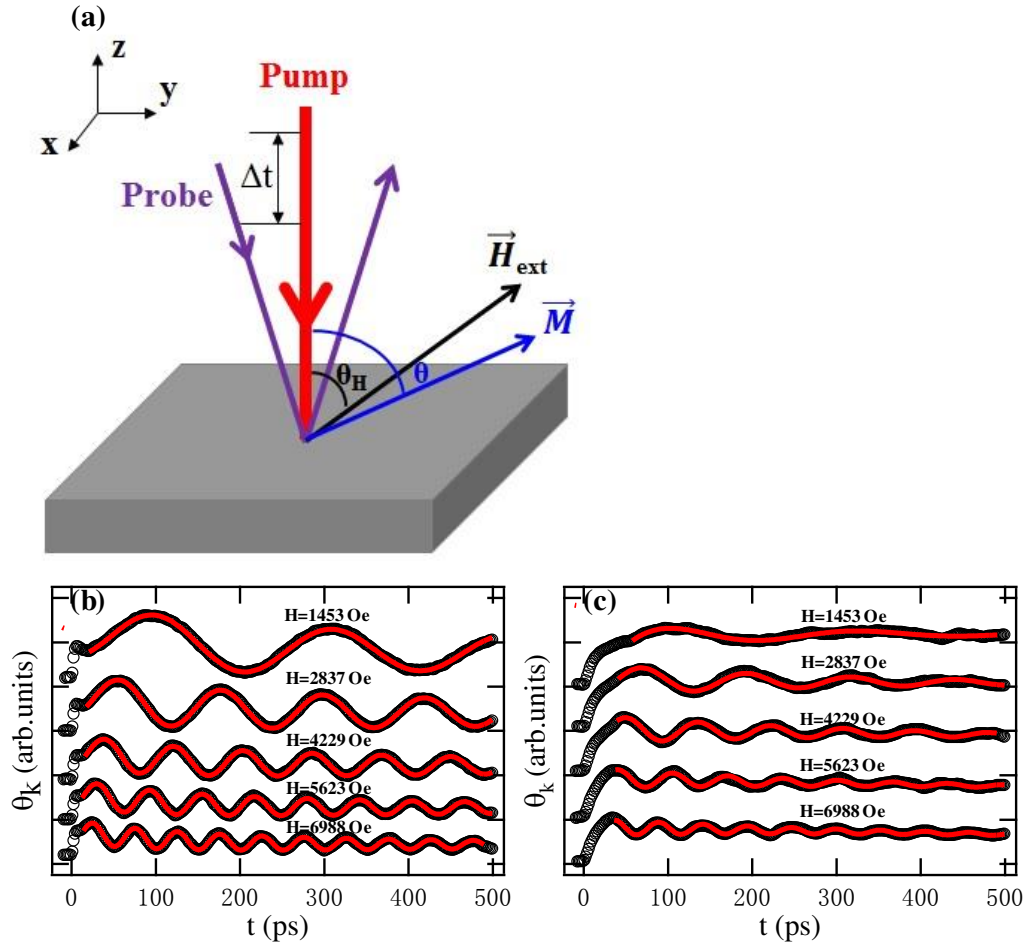 (a)
z
y
x
Pump
Δt
Probe
H⃗ext
M⃗
θH
θ
(b)
H=1453 Oe
H=2837 Oe
H=4229 Oe
H=5623 Oe
H=6988 Oe
θk (arb.units)
0 100 200 300 400 500
t (ps)
(c)
H=1453 Oe
H=2837 Oe
H=4229 Oe
H=5623 Oe
H=6988 Oe
θk (arb.units)
0 100 200 300 400 500
t (ps)